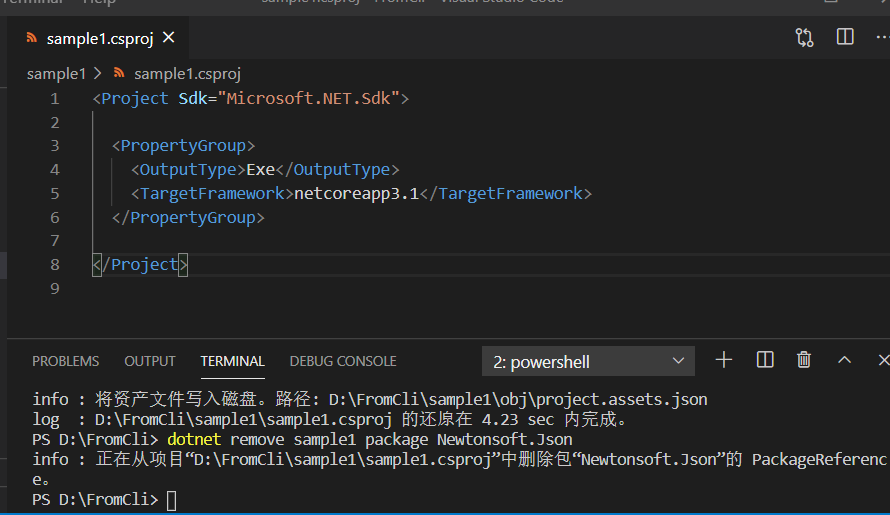 Terminal Help Visual Studio Code
sample1.csproj
sample1 > sample1.csproj
1 <Project Sdk="Microsoft.NET.Sdk">
2
3 <PropertyGroup>
4 <OutputType>Exe</OutputType>
5 <TargetFramework>netcoreapp3.1</TargetFramework>
6 </PropertyGroup>
7
8 </Project>
9
PROBLEMS OUTPUT TERMINAL DEBUG CONSOLE 2: powershell
info : 将资产文件写入磁盘。路径: D:\FromCli\sample1\obj\project.assets.json
log : D:\FromCli\sample1\sample1.csproj 的还原在 4.23 sec 内完成。
PS D:\FromCli> dotnet remove sample1 package Newtonsoft.Json
info : 正在从项目“D:\FromCli\sample1\sample1.csproj”中删除包“Newtonsoft.Json”的 PackageReferenc
e。
PS D:\FromCli>